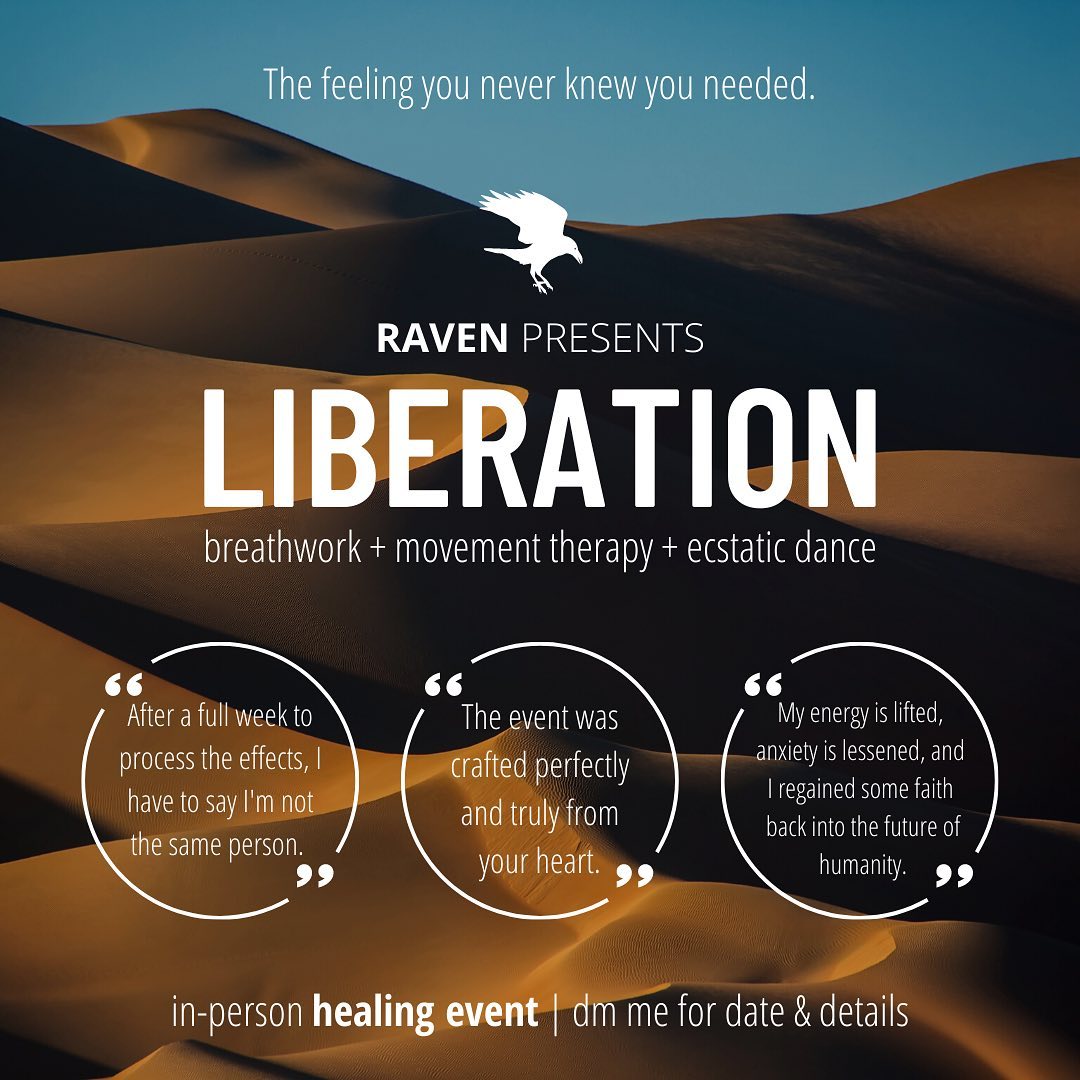 The feeling you never knew you needed.
RAVEN PRESENTS
LIBERATION
breathwork + movement therapy + ecstatic dance
“After a full week to
process the effects, I
have to say I'm not
the same person.”
“The event was
crafted perfectly
and truly from
your heart.”
“My energy is lifted,
anxiety is lessened, and
I regained some faith
back into the future of
humanity.”
in-person healing event | dm me for date & details